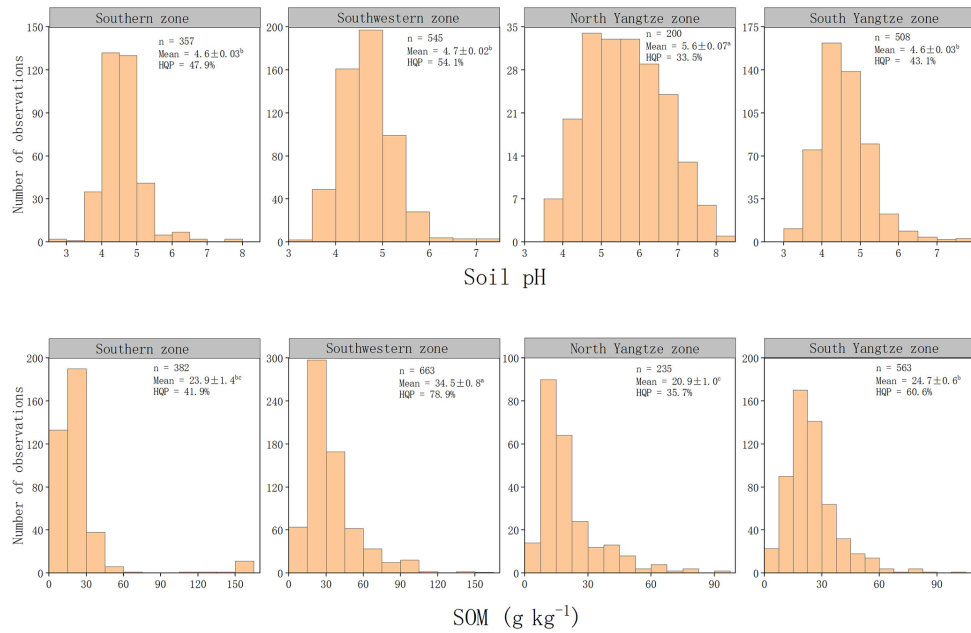 Southern zone
Southwestern zone
North Yangtze zone
South Yangtze zone
n = 357
Mean = 4.6±0.03ᵇ
HQP = 47.9%
n = 545
Mean = 4.7±0.02ᵇ
HQP = 54.1%
n = 200
Mean = 5.6±0.07ᵃ
HQP = 33.5%
n = 508
Mean = 4.6±0.03ᵇ
HQP = 43.1%
Number of observations
150
120
90
60
30
0
3 4 5 6 7 8
200
160
120
80
40
0
3 4 5 6 7
35
28
21
14
7
0
3 4 5 6 7 8
175
140
105
70
35
0
3 4 5 6 7
Soil pH
Southern zone
Southwestern zone
North Yangtze zone
South Yangtze zone
n = 382
Mean = 23.9±1.4ᵇᶜ
HQP = 41.9%
n = 663
Mean = 34.5±0.8ᵃ
HQP = 78.9%
n = 235
Mean = 20.9±1.0ᶜ
HQP = 35.7%
n = 563
Mean = 24.7±0.6ᵇ
HQP = 60.6%
Number of observations
200
160
120
80
40
0
0 30 60 90 120 150
300
240
180
120
60
0
0 30 60 90 120 150
100
80
60
40
20
0
0 30 60 90
200
160
120
80
40
0
0 30 60 90
SOM (g kg⁻¹)